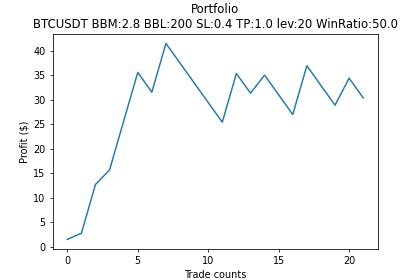 Portfolio
BTCUSDT BBM:2.8 BBL:200 SL:0.4 TP:1.0 lev:20 WinRatio:50.0
40
35
30
25
20
15
10
5
0
Profit ($)
0 5 10 15 20
Trade counts